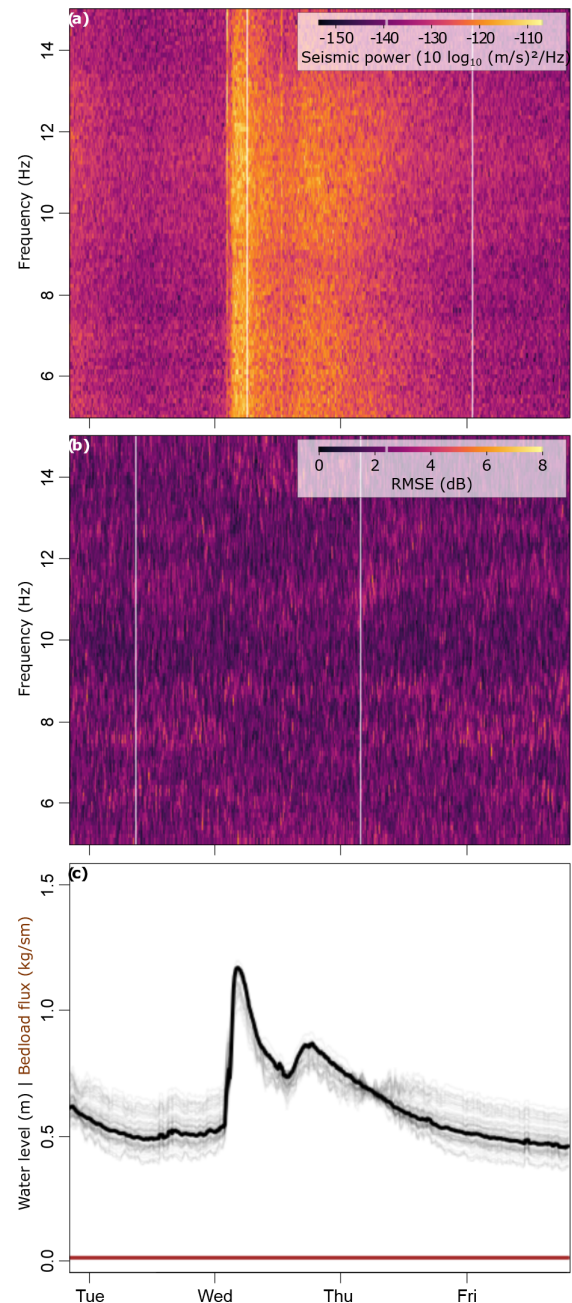 (a)
-150 -140 -130 -120 -110
Seismic power (10 log₁₀ (m/s)²/Hz)
14
12
10
8
6
Frequency (Hz)
(b)
0 2 4 6 8
RMSE (dB)
14
12
10
8
6
Frequency (Hz)
(c)
1.5
1.0
0.5
0.0
Water level (m) | Bedload flux (kg/sm)
Tue Wed Thu Fri